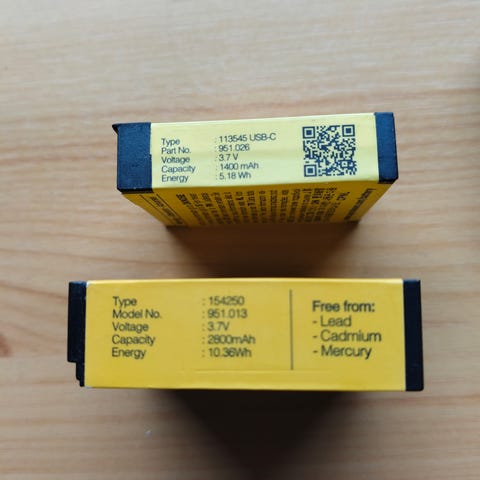 Type : 113545 USB-C
Part No. : 951.026
Voltage : 3.7 V
Capacity : 1400 mAh
Energy : 5.18 Wh
Type : 154250
Model No. : 951.013
Voltage : 3.7V
Capacity : 2800mAh
Energy : 10.36Wh
Free from:
- Lead
- Cadmium
- Mercury